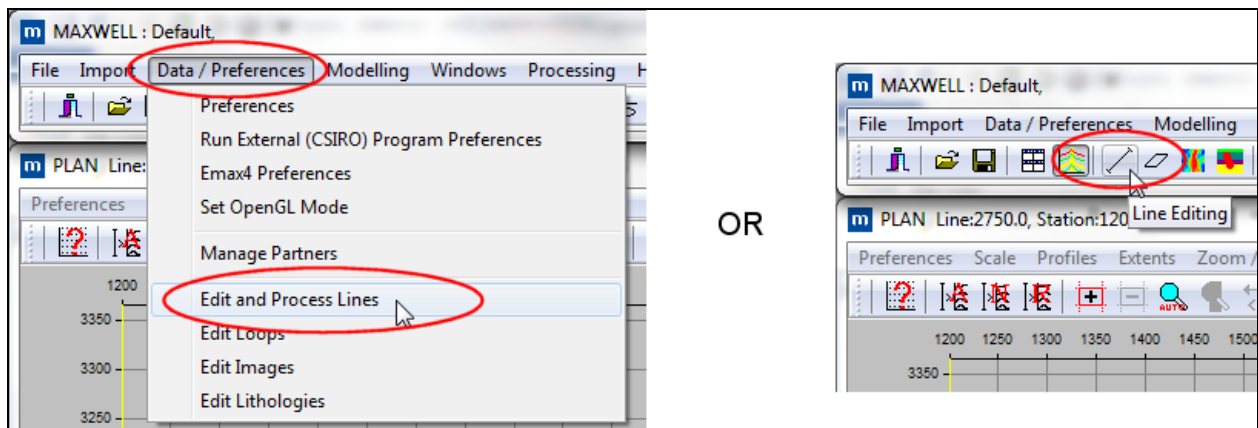 m MAXWELL : Default,
File Import Data / Preferences Modelling Windows Processing
Preferences
Run External (CSIRO) Program Preferences
Emax4 Preferences
Set OpenGL Mode
Manage Partners
Edit and Process Lines
Edit Loops
Edit Images
Edit Lithologies
m PLAN Line:
Preferences
1200
3350
3300
3250
OR
m MAXWELL : Default,
File Import Data / Preferences Modelling
Line Editing
m PLAN Line:2750.0, Station:120
Preferences Scale Profiles Extents Zoom /
AUTO
1200 1250 1300 1350 1400 1450 1500
3350